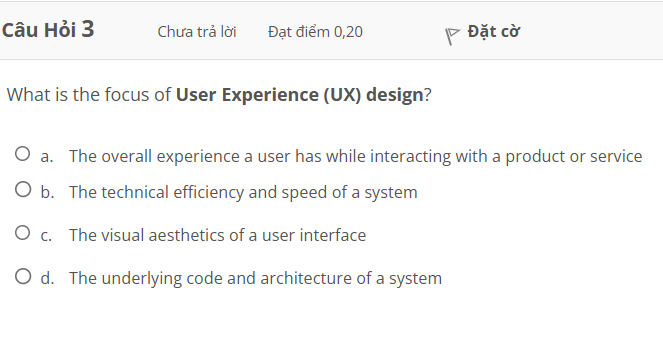 Câu Hỏi 3 Chưa trả lời Đạt điểm 0,20 Đặt cờ
What is the focus of User Experience (UX) design?
a. The overall experience a user has while interacting with a product or service
b. The technical efficiency and speed of a system
c. The visual aesthetics of a user interface
d. The underlying code and architecture of a system